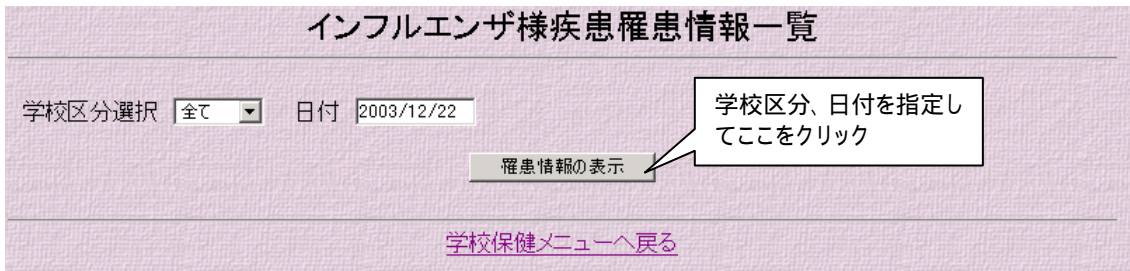 インフルエンザ様疾患罹患情報一覧
学校区分選択 全て 日付 2003/12/22
学校区分、日付を指定し
てここをクリック
罹患情報の表示
学校保健メニューへ戻る